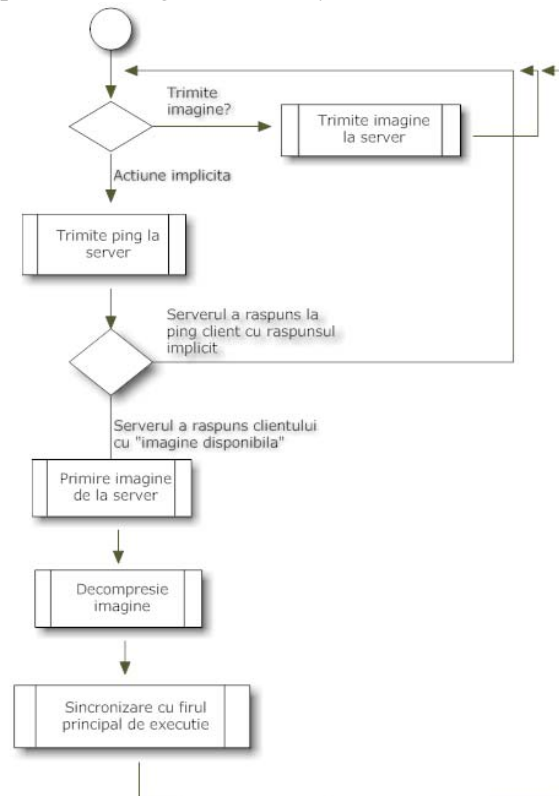 Trimite
imagine?
Trimite imagine
la server
Actiune implicita
Trimite ping la
server
Serverul a raspuns la
ping client cu raspunsul
implicit
Serverul a raspuns clientului
cu "imagine disponibila"
Primire imagine
de la server
Decompresie
imagine
Sincronizare cu firul
principal de executie